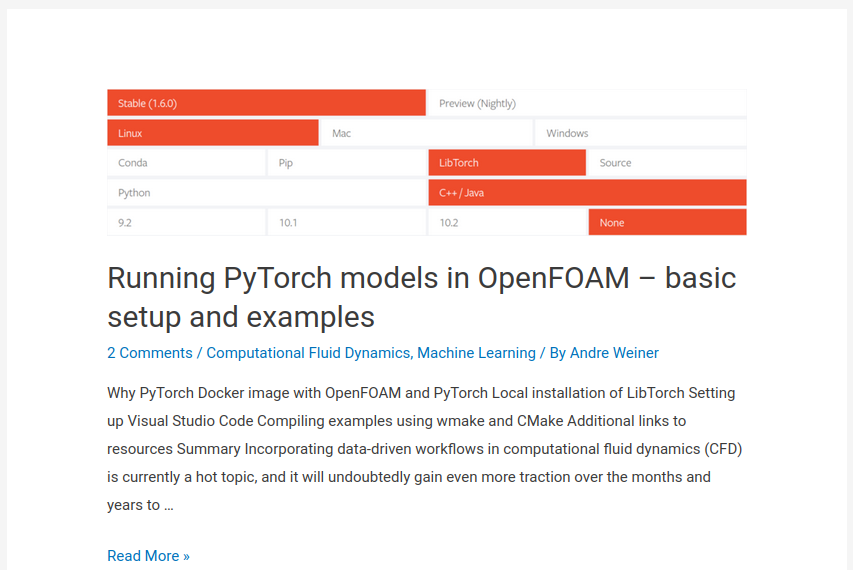 Stable (1.6.0) Preview (Nightly)
Linux Mac Windows
Conda Pip LibTorch Source
Python C++ / Java
9.2 10.1 10.2 None
Running PyTorch models in OpenFOAM – basic
setup and examples
2 Comments / Computational Fluid Dynamics, Machine Learning / By Andre Weiner
Why PyTorch Docker image with OpenFOAM and PyTorch Local installation of LibTorch Setting
up Visual Studio Code Compiling examples using wmake and CMake Additional links to
resources Summary Incorporating data-driven workflows in computational fluid dynamics (CFD)
is currently a hot topic, and it will undoubtedly gain even more traction over the months and
years to …
Read More »